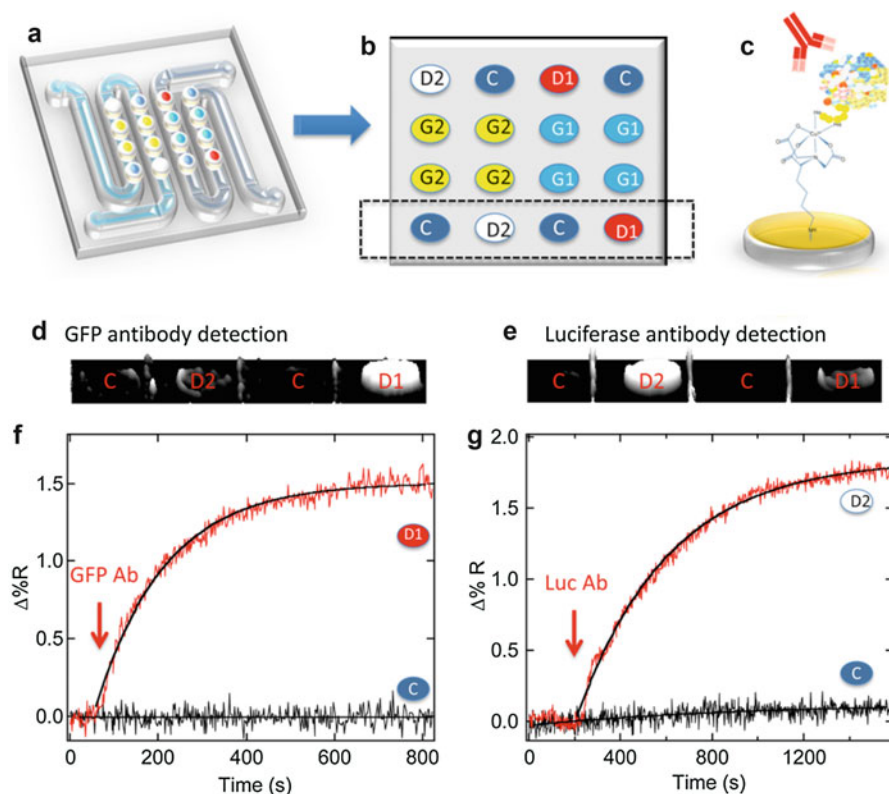 a
b
c
D2 C D1 C
G2 G2 G1 G1
G2 G2 G1 G1
C D2 C D1
d GFP antibody detection
C D2 C D1
e Luciferase antibody detection
C D2 C D1
f
Δ%R
1.5
1.0
0.5
0.0
GFP Ab
D1
C
0 200 400 600 800
Time (s)
g
Δ% R
2.0
1.5
1.0
0.5
0.0
Luc Ab
D2
C
0 400 800 1200
Time (s)